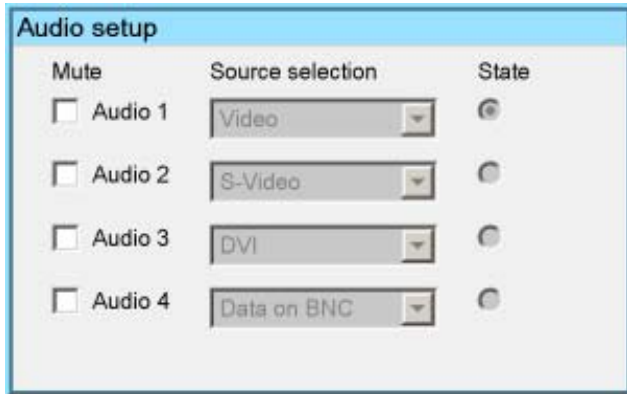 Audio setup
Mute Source selection State
Audio 1 Video
Audio 2 S-Video
Audio 3 DVI
Audio 4 Data on BNC